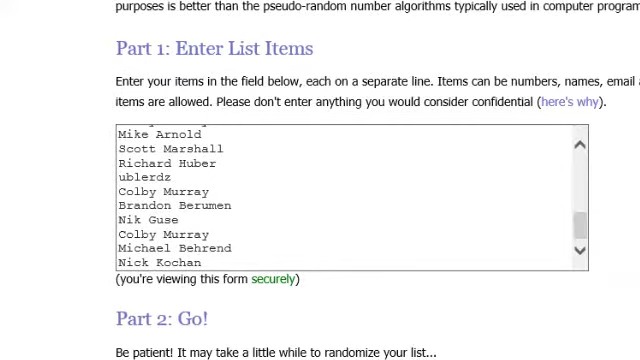 purposes is better than the pseudo-random number algorithms typically used in computer program
Part 1: Enter List Items
Enter your items in the field below, each on a separate line. Items can be numbers, names, email a
items are allowed. Please don't enter anything you would consider confidential (here's why).
Mike Arnold
Scott Marshall
Richard Huber
ublerdz
Colby Murray
Brandon Berumen
Nik Guse
Colby Murray
Michael Behrend
Nick Kochan
(you're viewing this form securely)
Part 2: Go!
Be patient! It may take a little while to randomize your list...